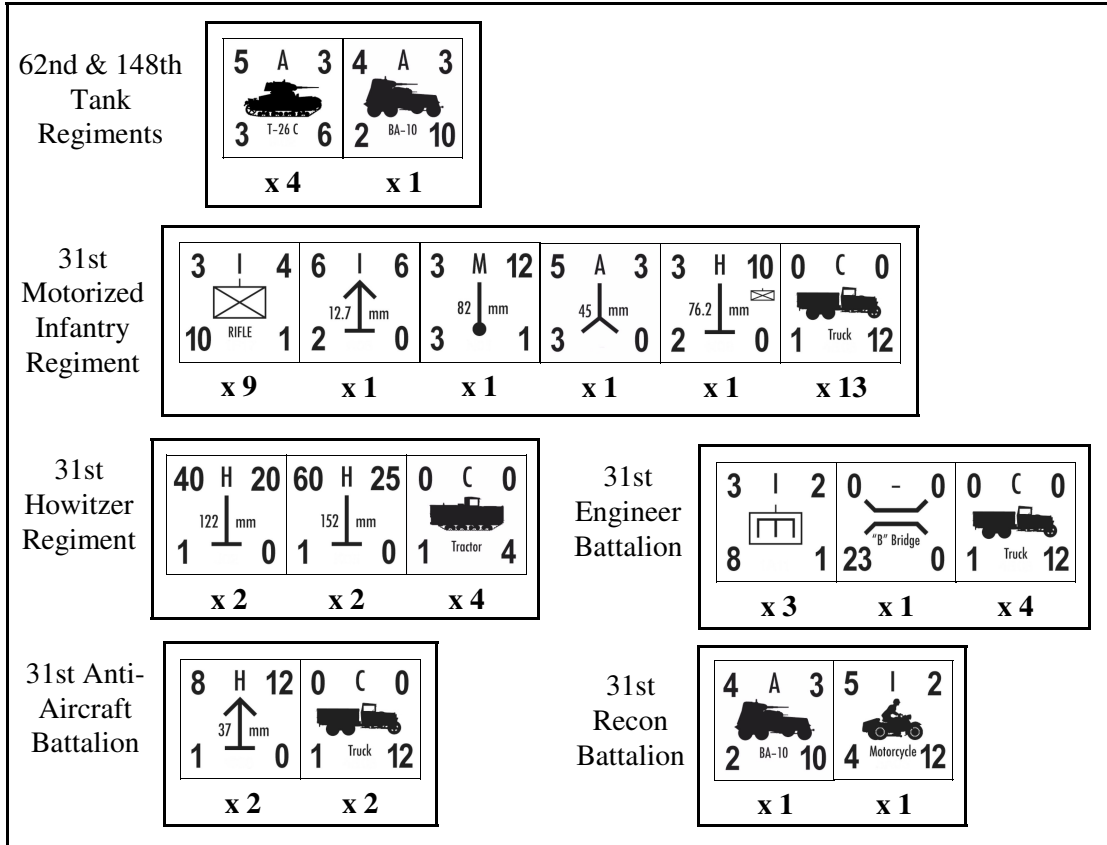 62nd & 148th
Tank
Regiments
5 A 3 4 A 3
T-26 C BA-10
3 6 2 10
x 4 x 1
31st
Motorized
Infantry
Regiment
3 I 4 6 I 6 3 M 12 5 A 3 3 H 10 0 C 0
12.7 mm 82 mm 45 mm 76.2 mm
RIFLE Truck
10 1 2 0 3 1 3 0 2 0 1 12
x 9 x 1 x 1 x 1 x 1 x 13
31st
Howitzer
Regiment
40 H 20 60 H 25 0 C 0
122 mm 152 mm
Tractor
1 0 1 0 1 4
x 2 x 2 x 4
31st
Engineer
Battalion
3 I 2 0 - 0 0 C 0
"B" Bridge Truck
8 1 23 0 1 12
x 3 x 1 x 4
31st Anti-
Aircraft
Battalion
8 H 12 0 C 0
37 mm
Truck
1 0 1 12
x 2 x 2
31st
Recon
Battalion
4 A 3 5 I 2
BA-10 Motorcycle
2 10 4 12
x 1 x 1